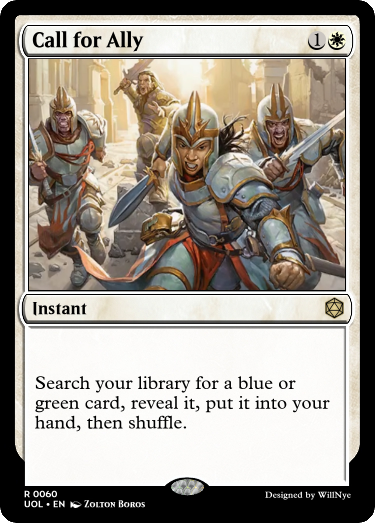 Call for Ally 1
Instant
Search your library for a blue or
green card, reveal it, put it into your
hand, then shuffle.
R 0060
UOL • EN Zolton Boros
Designed by WillNye